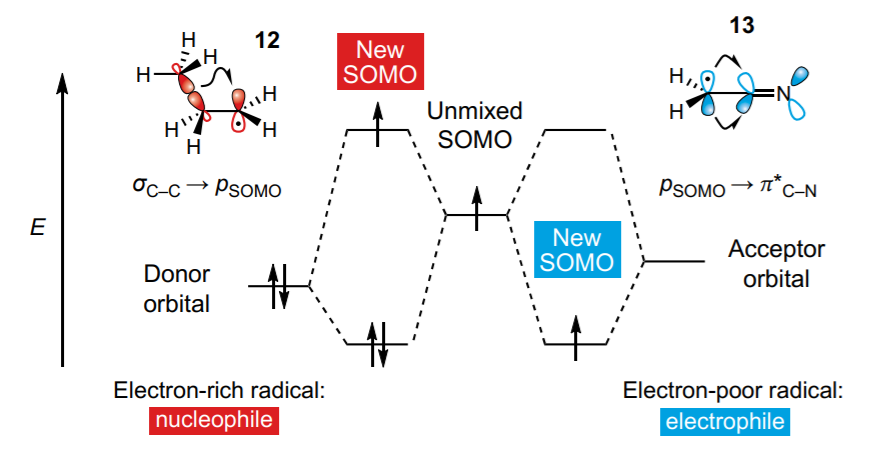 12
H
H
H
H
H
H
H
σC–C → pSOMO
New
SOMO
Unmixed
SOMO
13
H
H
N
pSOMO → π*C–N
E
Donor
orbital
New
SOMO
Acceptor
orbital
Electron-rich radical:
nucleophile
Electron-poor radical:
electrophile